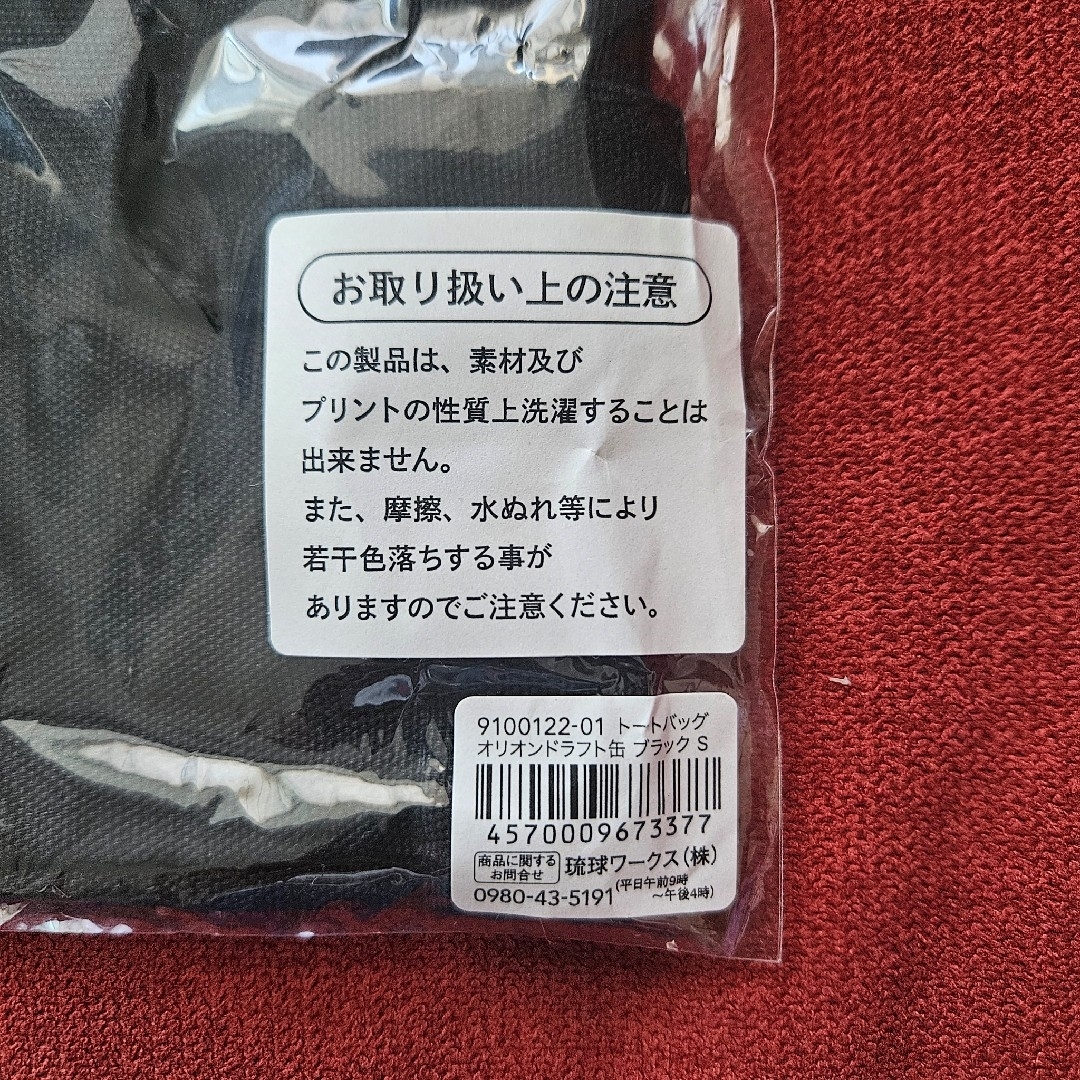 お取り扱い上の注意
この製品は、素材及び
プリントの性質上洗濯することは
出来ません。
また、摩擦、水ぬれ等により
若干色落ちする事が
ありますのでご注意ください。
9100122-01 トートバッグ
オリオンドラフト缶 ブラック S
4570009673377
商品に関する
お問合せ
琉球ワークス(株)
0980-43-5191
(平日午前9時
～午後4時)